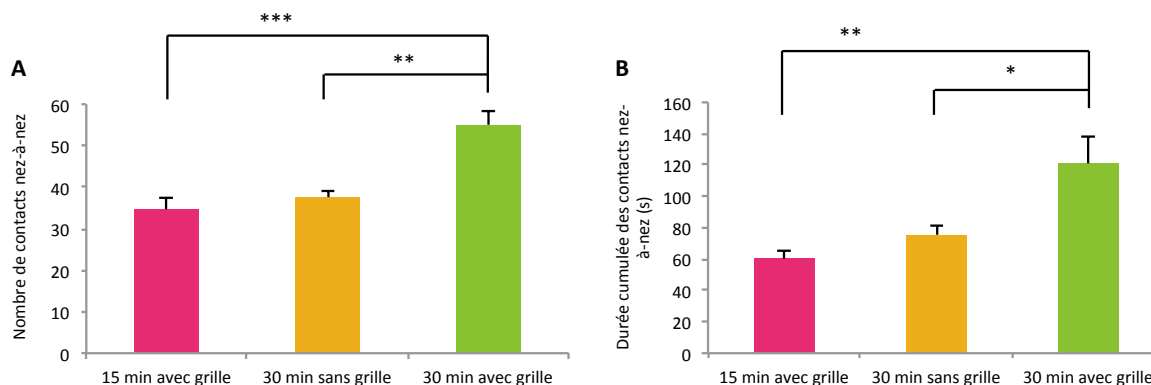 A
***
**
Nombre de contacts nez-à-nez
60
50
40
30
20
10
0
15 min avec grille
30 min sans grille
30 min avec grille
B
**
*
Durée cumulée des contacts nez-
à-nez (s)
160
140
120
100
80
60
40
20
0
15 min avec grille
30 min sans grille
30 min avec grille